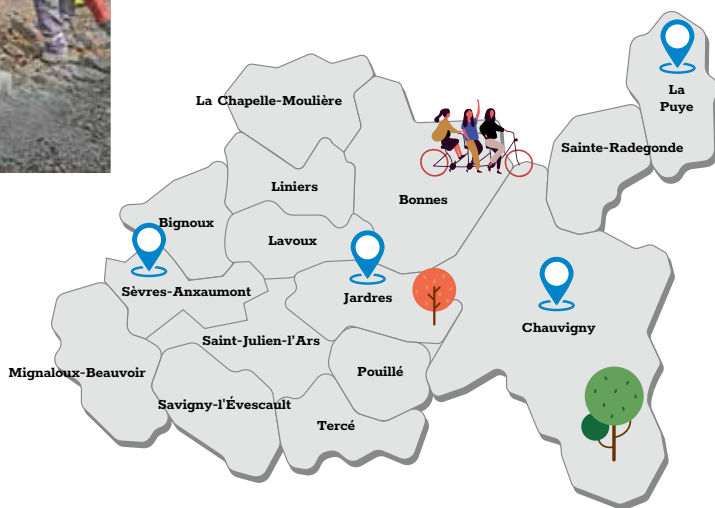 La Puye
La Chapelle-Moulière
Sainte-Radegonde
Liniers
Bonnes
Bignoux
Lavoux
Sèvres-Anxaumont
Jardres
Chauvigny
Saint-Julien-l'Ars
Mignaloux-Beauvoir
Pouillé
Savigny-l'Évescault
Tercé